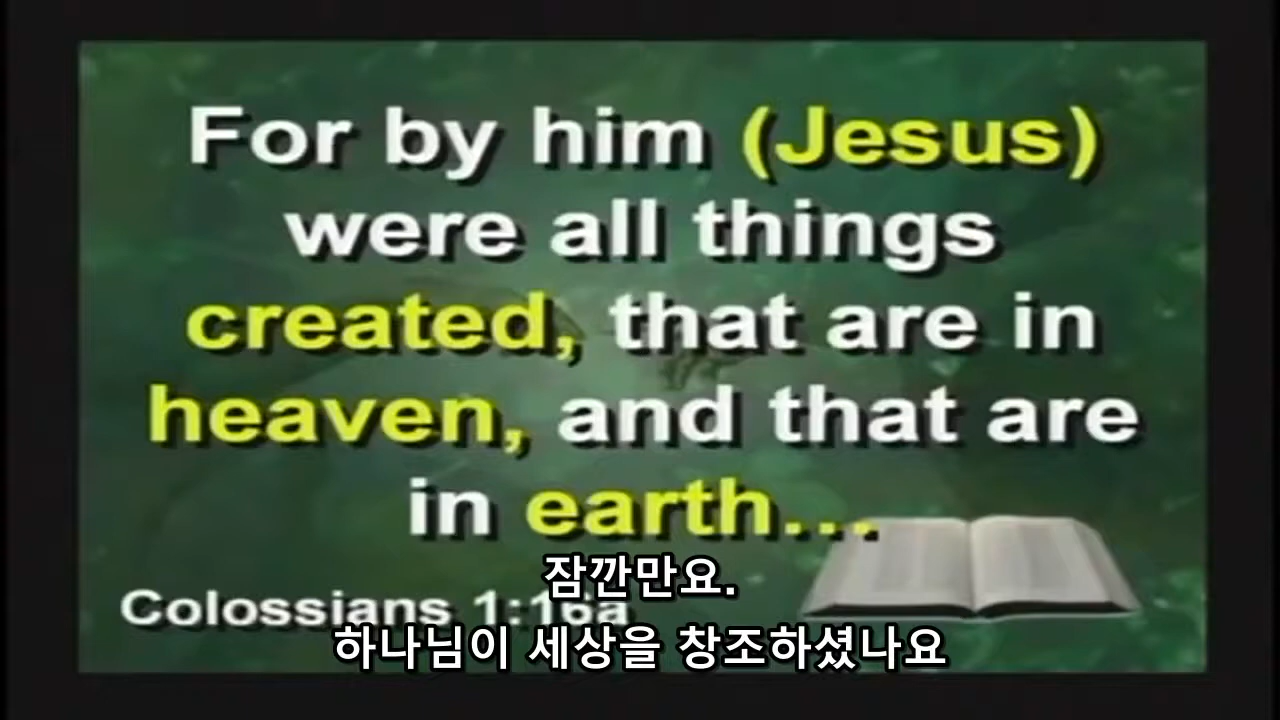 For by him (Jesus)
were all things
created, that are in
heaven, and that are
in earth...
잠깐만요.
Colossians 1:16a
하나님이 세상을 창조하셨나요